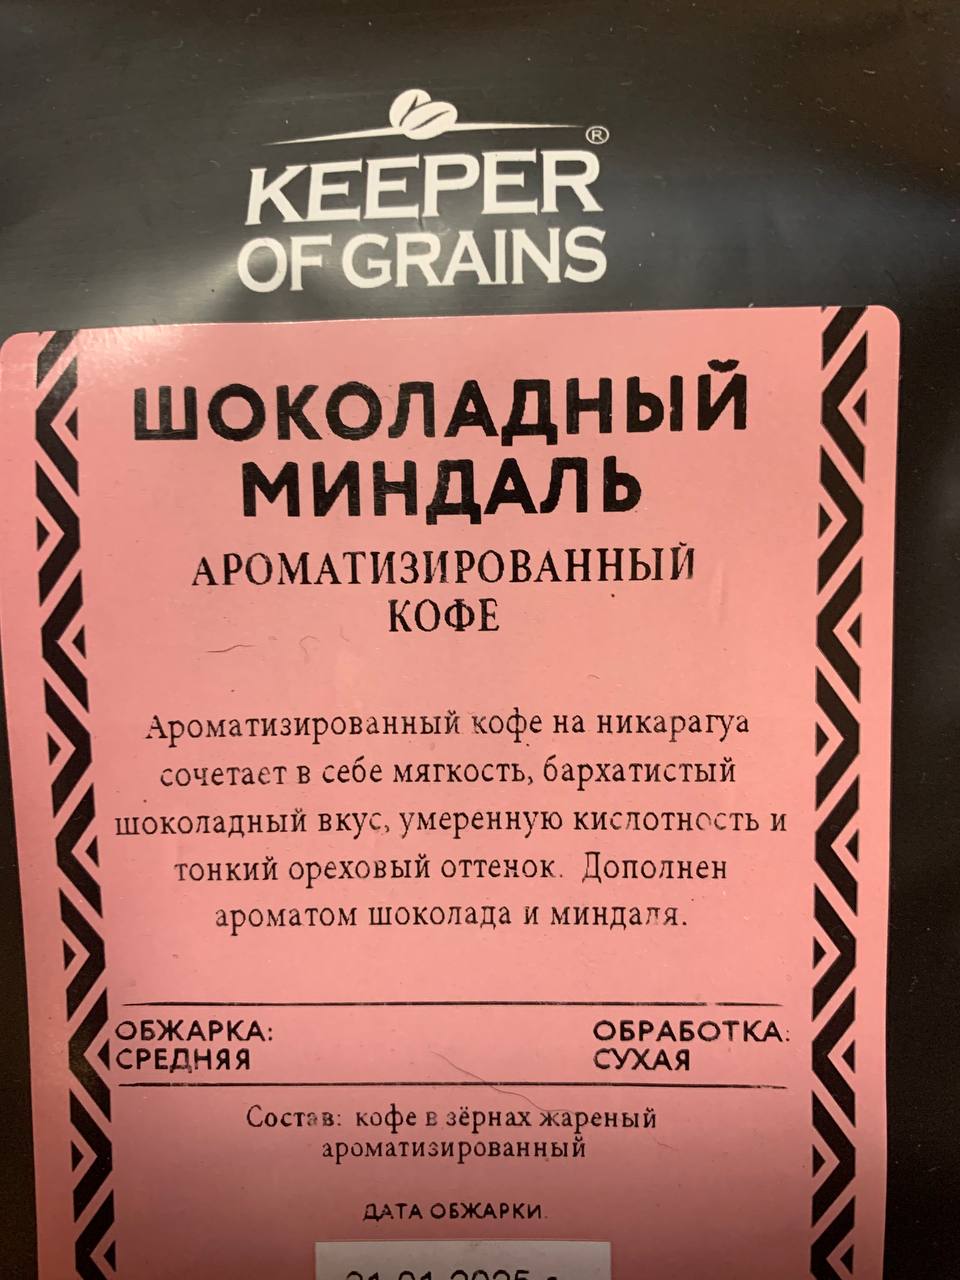 KEEPER®
OF GRAINS
ШОКОЛАДНЫЙ
МИНДАЛЬ
АРОМАТИЗИРОВАННЫЙ
КОФЕ
Ароматизированный кофе на никарагуа
сочетает в себе мягкость, бархатистый
шоколадный вкус, умеренную кислотность и
тонкий ореховый оттенок. Дополнен
ароматом шоколада и миндаля.
ОБЖАРКА: ОБРАБОТКА:
СРЕДНЯЯ СУХАЯ
Состав: кофе в зёрнах жареный
ароматизированный
ДАТА ОБЖАРКИ: